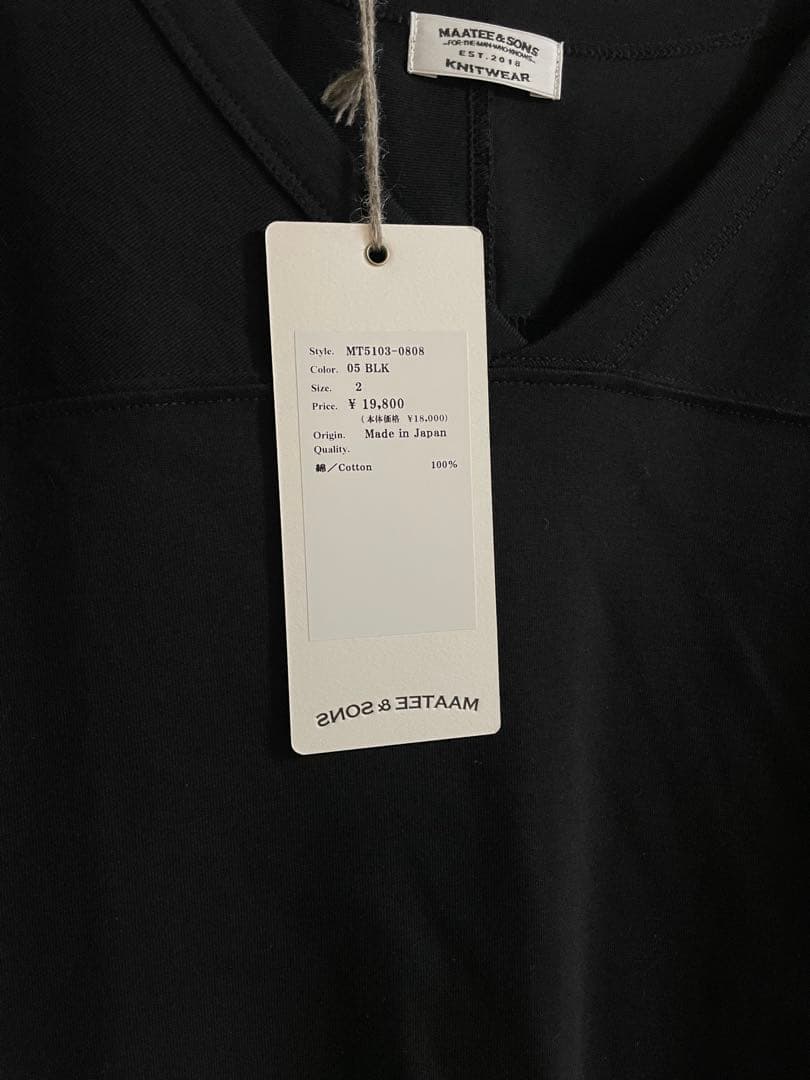 MAATEE & SONS
-FOR-THE-MAN-WHO-KNOWS-
EST.2018
KNITWEAR
Style. MT5103-0808
Color. 05 BLK
Size. 2
Price. ¥ 19,800
(本体価格 ¥18,000)
Origin. Made in Japan
Quality.
綿/Cotton 100%
MAATEE & SONS